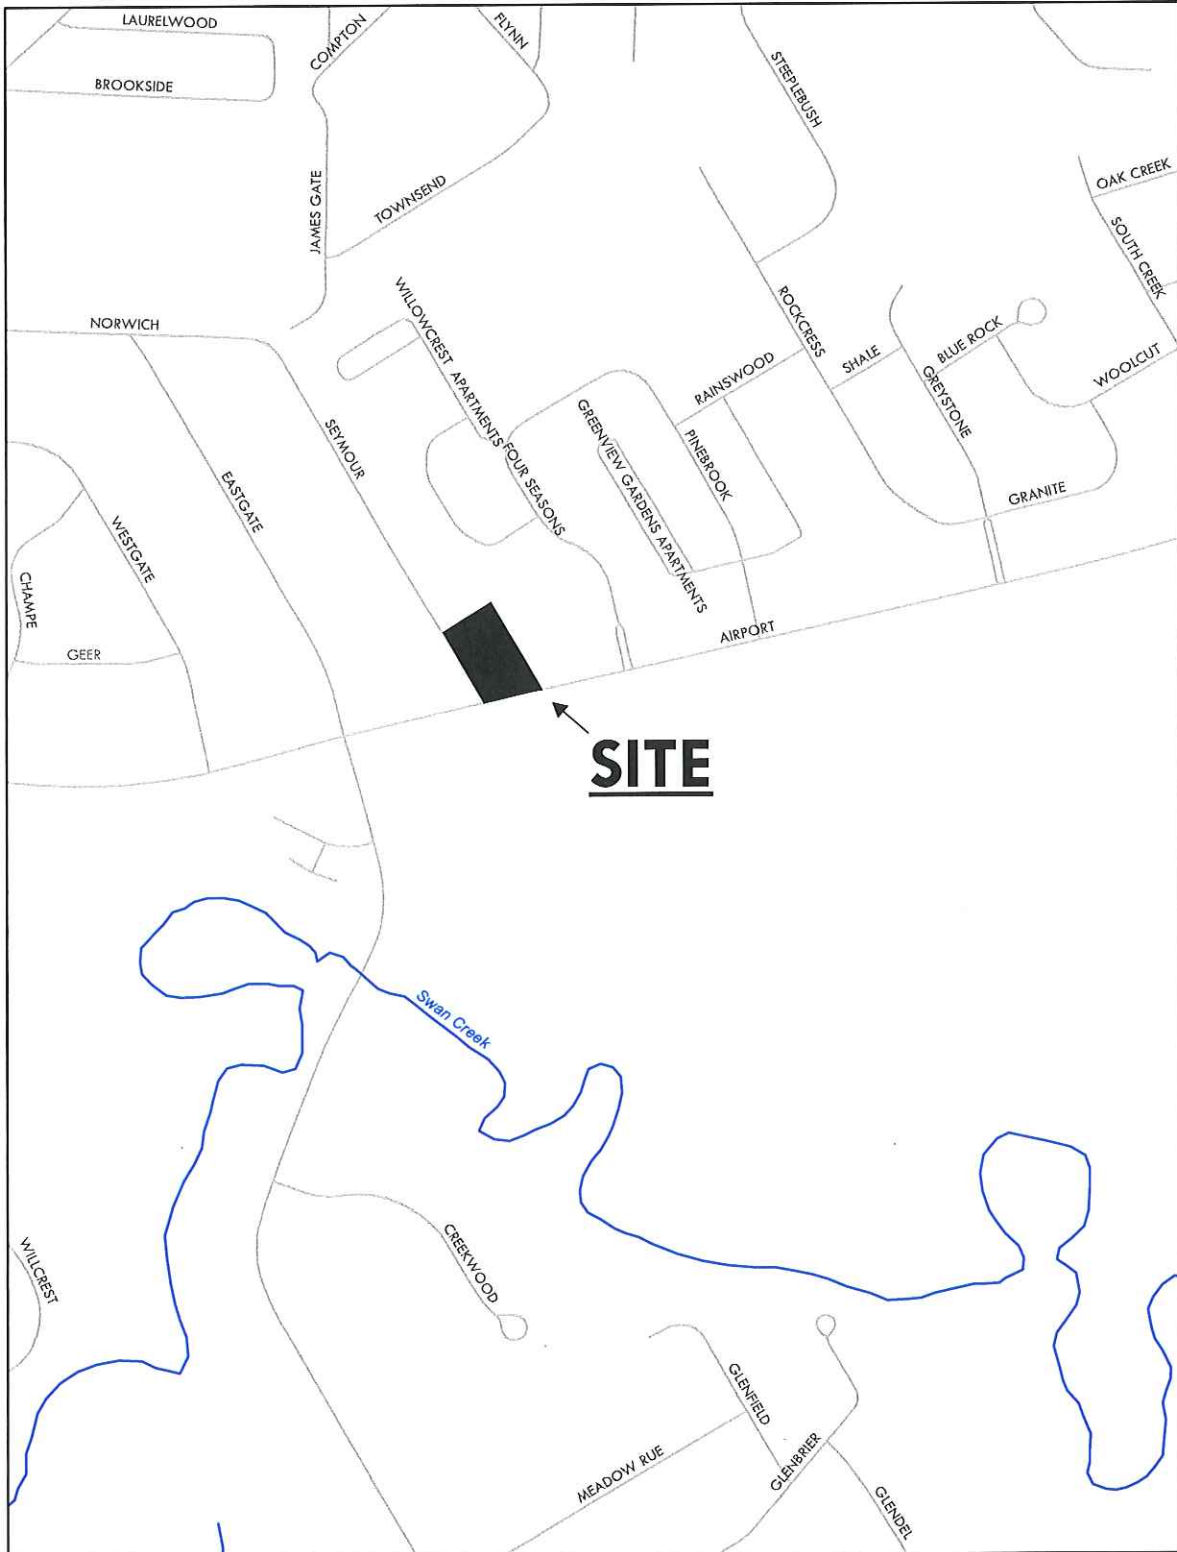 LAURELWOOD
COMPTON
FLYNN
BROOKSIDE
STEEPLEBUSH
JAMES GATE
TOWNSEND
OAK CREEK
SOUTH CREEK
NORWICH
WILLOWCREST APARTMENTS
ROCKCRESS
SHALE
BLUE ROCK
RAINSWOOD
GREYSTONE
WOOLCUT
SEYMOUR
EASTGATE
FOUR SEASONS
GREENVIEW GARDENS APARTMENTS
PINEBROOK
GRANITE
WESTGATE
CHAMPE
GEER
AIRPORT
SITE
Swan Creek
WILLCREST
CREEKWOOD
GLENFIELD
MEADOW RUE
GLENBRIER
GLENDEL